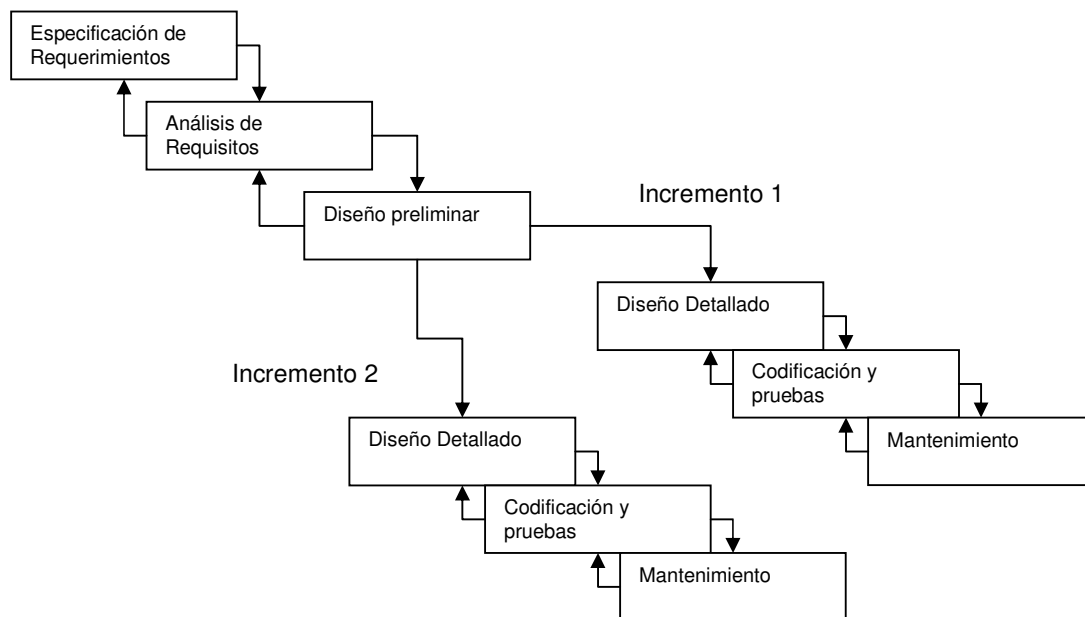 Especificación de
Requerimientos
Análisis de
Requisitos
Diseño preliminar
Incremento 1
Diseño Detallado
Codificación y
pruebas
Mantenimiento
Incremento 2
Diseño Detallado
Codificación y
pruebas
Mantenimiento